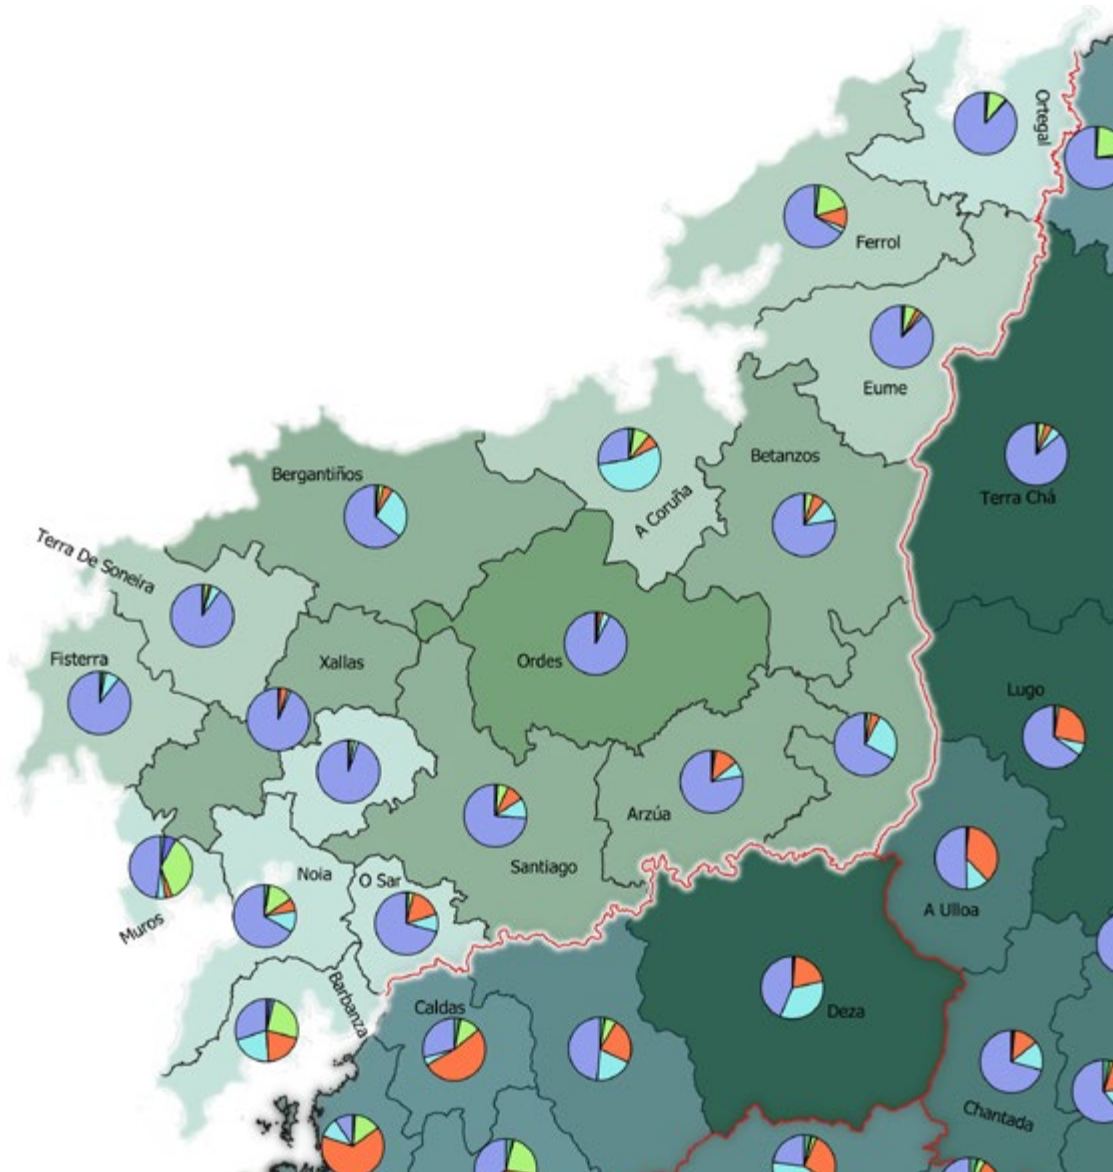 Ortegal
Ferrol
Eume
Betanzos
Bergantiños
A Coruña
Terra Chá
Terra De Soneira
Fisterra
Xallas
Ordes
Lugo
Arzúa
Santiago
Noia
O Sar
A Ulloa
Muros
Barbanza
Caldas
Deza
Chantada